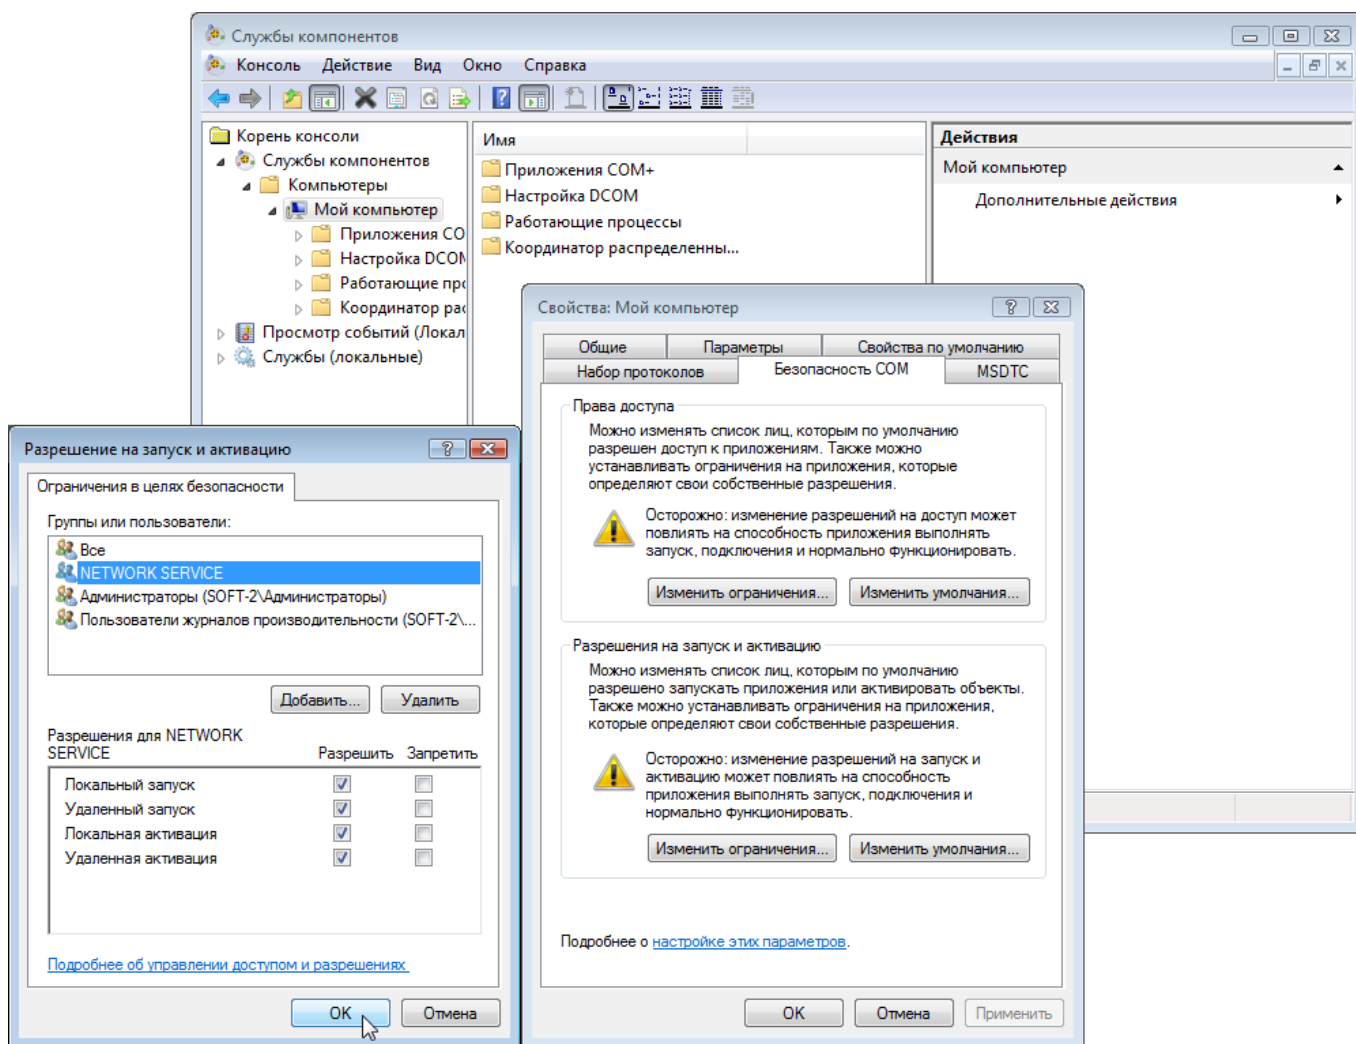 Службы компонентов
Консоль Действие Вид Окно Справка
Корень консоли
Службы компонентов
Компьютеры
Мой компьютер
Приложения CO
Настройка DCOM
Работающие про
Координатор рас
Просмотр событий (Локал
Службы (локальные)
Имя
Приложения COM+
Настройка DCOM
Работающие процессы
Координатор распределенны...
Действия
Мой компьютер
Дополнительные действия
Свойства: Мой компьютер
Общие Параметры Свойства по умолчанию
Набор протоколов Безопасность COM MSDTC
Права доступа
Можно изменять список лиц, которым по умолчанию
разрешен доступ к приложениям. Также можно
устанавливать ограничения на приложения, которые
определяют свои собственные разрешения.
Осторожно: изменение разрешений на доступ может
повлиять на способность приложения выполнять
запуск, подключения и нормально функционировать.
Изменить ограничения... Изменить умолчания...
Разрешения на запуск и активацию
Можно изменять список лиц, которым по умолчанию
разрешено запускать приложения или активировать объекты.
Также можно устанавливать ограничения на приложения,
которые определяют свои собственные разрешения.
Осторожно: изменение разрешений на запуск и
активацию может повлиять на способность
приложения выполнять запуск, подключения и
нормально функционировать.
Изменить ограничения... Изменить умолчания...
Подробнее о настройке этих параметров.
OK Отмена Применить
Разрешение на запуск и активацию
Ограничения в целях безопасности
Группы или пользователи:
Все
NETWORK SERVICE
Администраторы (SOFT-2\Администраторы)
Пользователи журналов производительности (SOFT-2\...
Добавить... Удалить
Разрешения для NETWORK
SERVICE Разрешить Запретить
Локальный запуск
Удаленный запуск
Локальная активация
Удаленная активация
Подробнее об управлении доступом и разрешениях
OK Отмена